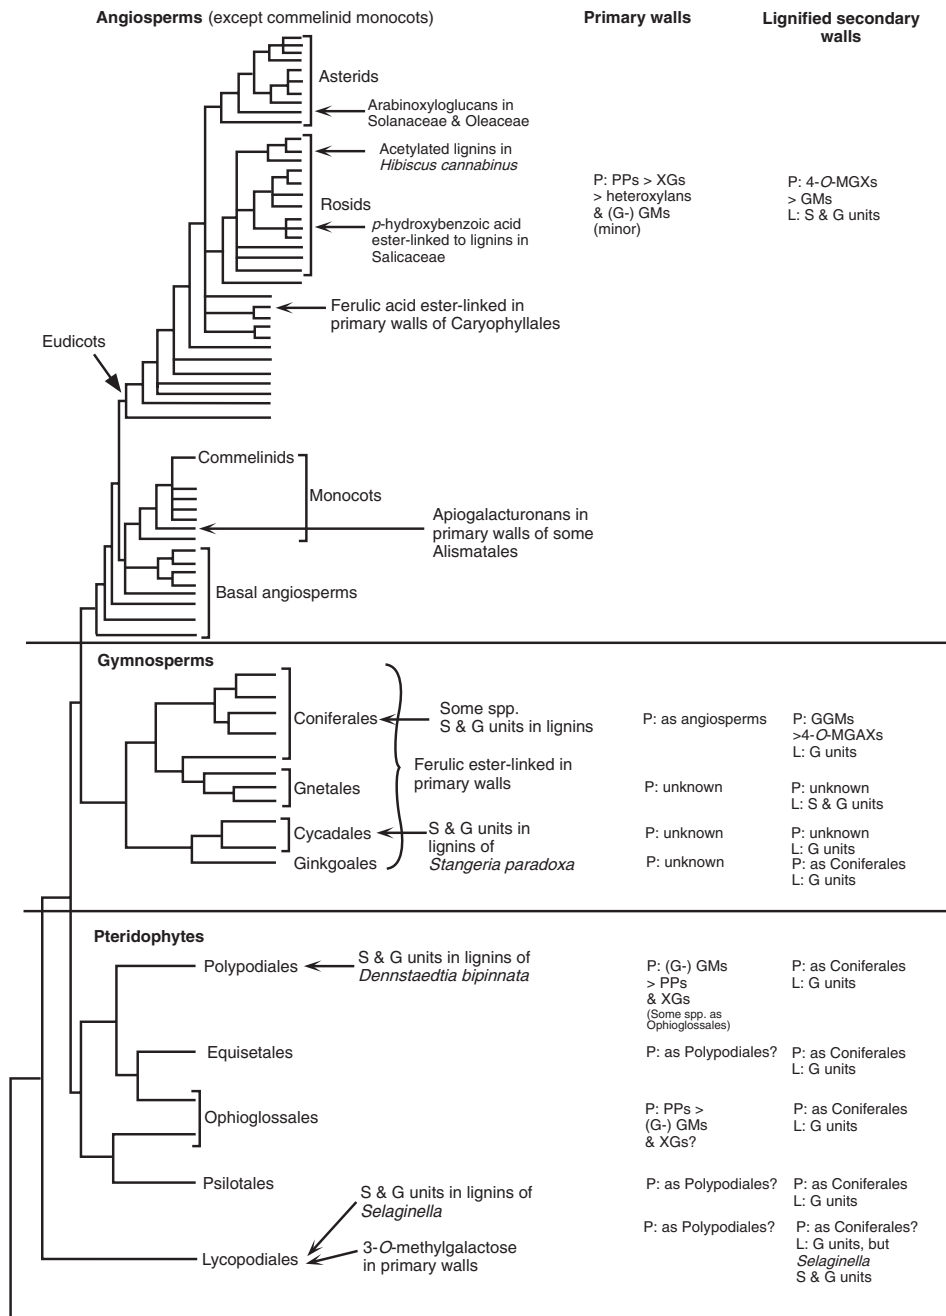 Angiosperms (except commelinid monocots)
Primary walls
Lignified secondary
walls
Asterids
Arabinoxyloglucans in
Solanaceae & Oleaceae
Acetylated lignins in
Hibiscus cannabinus
Rosids
p-hydroxybenzoic acid
ester-linked to lignins in
Salicaceae
P: PPs > XGs
> heteroxylans
& (G-) GMs
(minor)
P: 4-O-MGXs
> GMs
L: S & G units
Ferulic acid ester-linked in
primary walls of Caryophyllales
Eudicots
Commelinids
Monocots
Apiogalacturonans in
primary walls of some
Alismatales
Basal angiosperms
Gymnosperms
Coniferales
Some spp.
S & G units in lignins
P: as angiosperms
P: GGMs
>4-O-MGAXs
L: G units
Ferulic ester-linked in
primary walls
Gnetales
P: unknown
P: unknown
L: S & G units
Cycadales
S & G units in
lignins of
Stangeria paradoxa
P: unknown
P: unknown
L: G units
Ginkgoales
P: unknown
P: as Coniferales
L: G units
Pteridophytes
Polypodiales
S & G units in lignins of
Dennstaedtia bipinnata
P: (G-) GMs
> PPs
& XGs
(Some spp. as
Ophioglossales)
P: as Coniferales
L: G units
Equisetales
P: as Polypodiales?
P: as Coniferales
L: G units
Ophioglossales
P: PPs >
(G-) GMs
& XGs?
P: as Coniferales
L: G units
Psilotales
P: as Polypodiales?
P: as Coniferales
L: G units
S & G units in lignins of
Selaginella
Lycopodiales
3-O-methylgalactose
in primary walls
P: as Polypodiales?
P: as Coniferales?
L: G units, but
Selaginella
S & G units